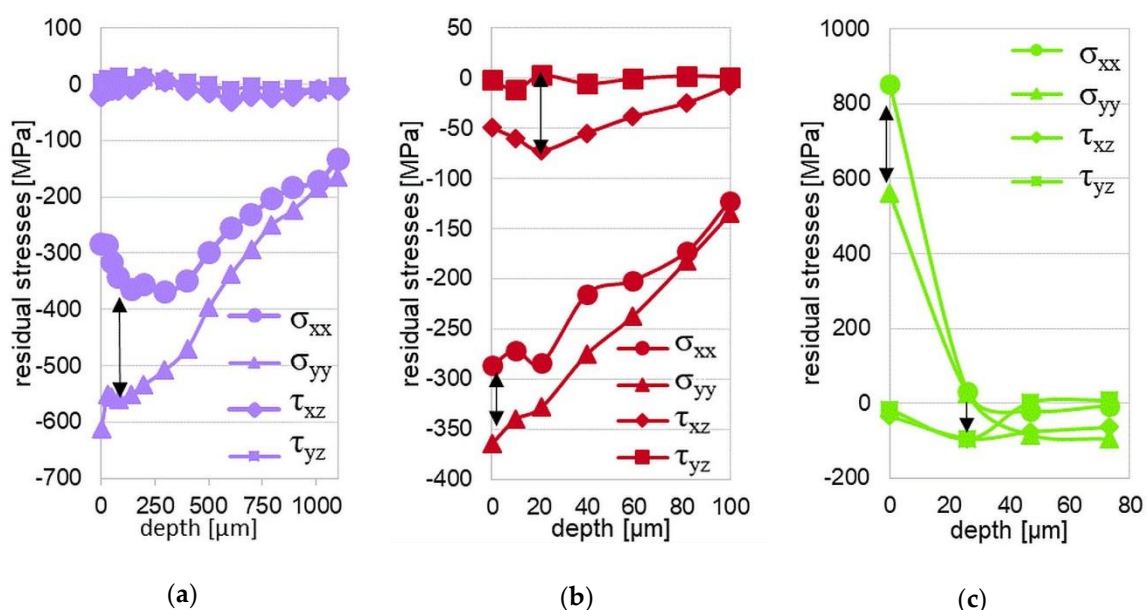 100
0
-100
-200
-300
-400
-500
-600
-700
residual stresses [MPa]
σxx
σyy
τxz
τyz
0 250 500 750 1000
depth [µm]
(a)
50
0
-50
-100
-150
-200
-250
-300
-350
-400
residual stresses [MPa]
σxx
σyy
τxz
τyz
0 20 40 60 80 100
depth [µm]
(b)
1000
800
600
400
200
0
-200
residual stresses [MPa]
σxx
σyy
τxz
τyz
0 20 40 60 80
depth [µm]
(c)